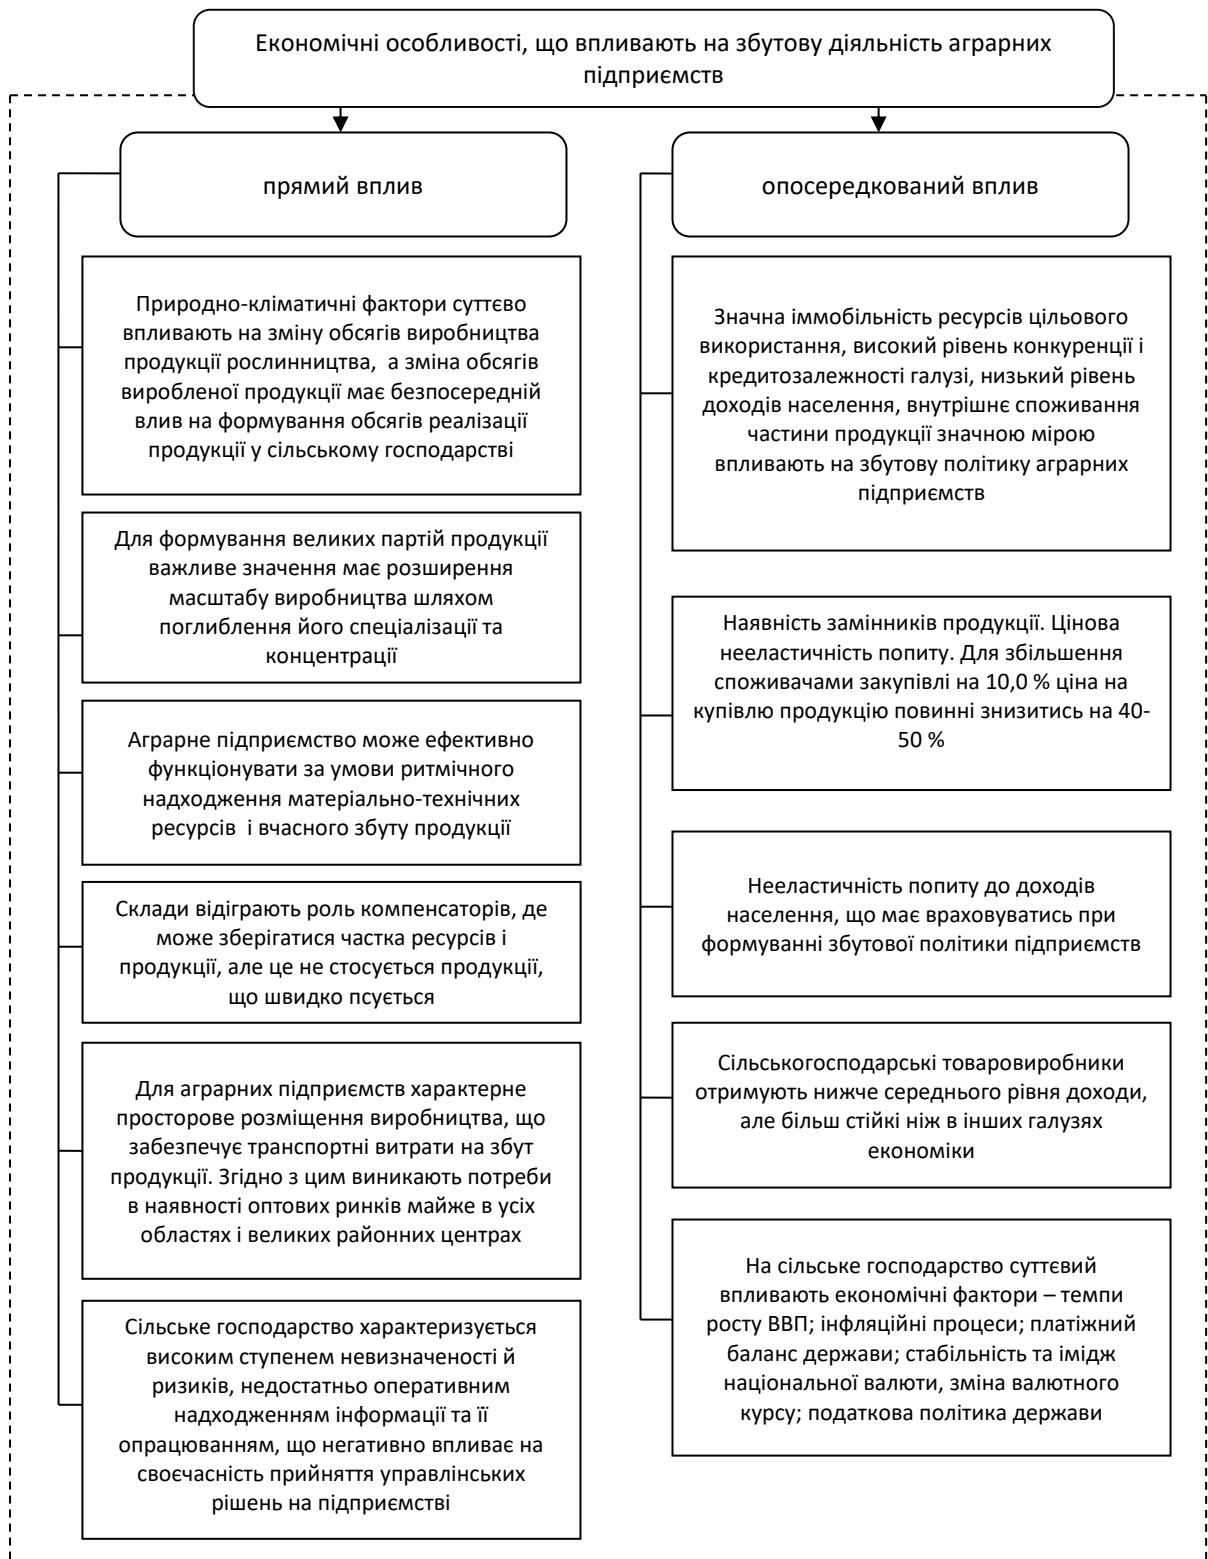 Економічні особливості, що впливають на збутову діяльність аграрних
підприємств
прямий вплив
Природно-кліматичні фактори суттєво
впливають на зміну обсягів виробництва
продукції рослинництва, а зміна обсягів
виробленої продукції має безпосередній
влив на формування обсягів реалізації
продукції у сільському господарстві
Для формування великих партій продукції
важливе значення має розширення
масштабу виробництва шляхом
поглиблення його спеціалізації та
концентрації
Аграрне підприємство може ефективно
функціонувати за умови ритмічного
надходження матеріально-технічних
ресурсів і вчасного збуту продукції
Склади відіграють роль компенсаторів, де
може зберігатися частка ресурсів і
продукції, але це не стосується продукції,
що швидко псується
Для аграрних підприємств характерне
просторове розміщення виробництва, що
забезпечує транспортні витрати на збут
продукції. Згідно з цим виникають потреби
в наявності оптових ринків майже в усіх
областях і великих районних центрах
Сільське господарство характеризується
високим ступенем невизначеності й
ризиків, недостатньо оперативним
надходженням інформації та її
опрацюванням, що негативно впливає на
своєчасність прийняття управлінських
рішень на підприємстві
опосередкований вплив
Значна іммобільність ресурсів цільового
використання, високий рівень конкуренції і
кредитозалежності галузі, низький рівень
доходів населення, внутрішнє споживання
частини продукції значною мірою
впливають на збутову політику аграрних
підприємств
Наявність замінників продукції. Цінова
нееластичність попиту. Для збільшення
споживачами закупівлі на 10,0 % ціна на
купівлю продукцію повинні знизитись на 40-
50 %
Нееластичність попиту до доходів
населення, що має враховуватись при
формуванні збутової політики підприємств
Сільськогосподарські товаровиробники
отримують нижче середнього рівня доходи,
але більш стійкі ніж в інших галузях
економіки
На сільське господарство суттєвий
впливають економічні фактори – темпи
росту ВВП; інфляційні процеси; платіжний
баланс держави; стабільність та імідж
національної валюти, зміна валютного
курсу; податкова політика держави